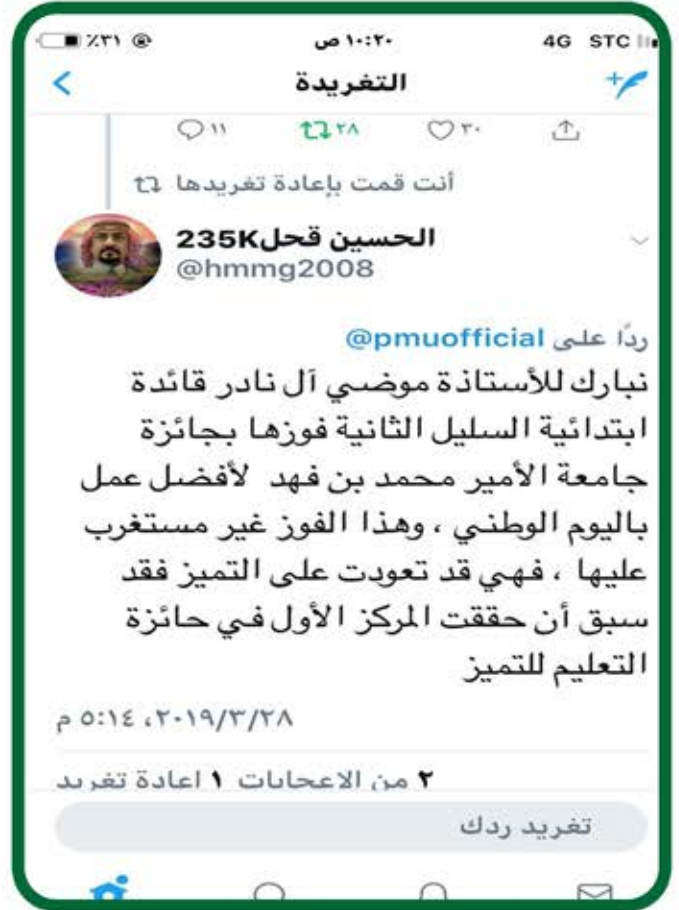 ٪٣١ ١٠:٢٠ ص 4G STC
التغريدة
١١ ٢٨ ٣٠
أنت قمت بإعادة تغريدها
الحسين قحل235K
@hmmg2008
ردًا على @pmuofficial
نبارك للأستاذة موضي آل نادر قائدة
ابتدائية السليل الثانية فوزها بجائزة
جامعة الأمير محمد بن فهد لأفضل عمل
باليوم الوطني ، وهذا الفوز غير مستغرب
عليها ، فهي قد تعودت على التميز فقد
سبق أن حققت المركز الأول في حائزة
التعليم للتميز
٢٠١٩/٣/٢٨، ٥:١٤ م
٢ من الاعجابات ١ اعادة تغريد
تغريد ردك